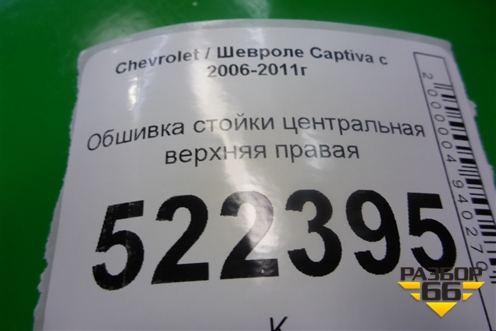 Chevrolet / Шевроле Captiva с
2006-2011г
Обшивка стойки центральная
верхняя правая
522395
К
РАЗБОР
66